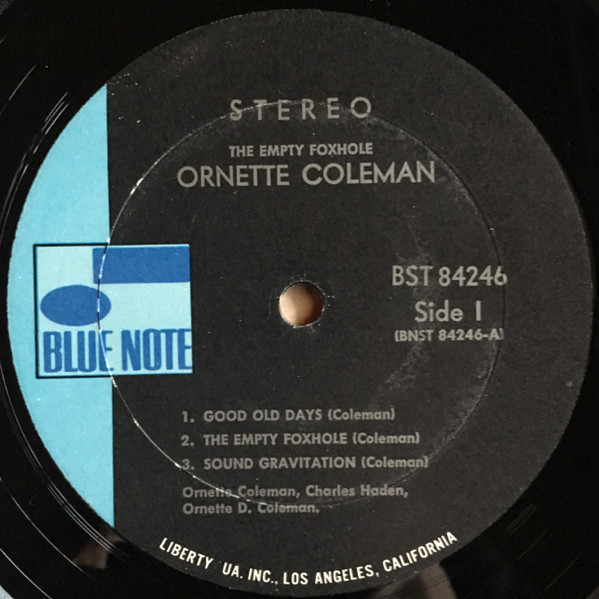 STEREO
THE EMPTY FOXHOLE
ORNETTE COLEMAN
BST 84246
Side 1
(BNST 84246-A)
BLUE NOTE
1. GOOD OLD DAYS (Coleman)
2. THE EMPTY FOXHOLE (Coleman)
3. SOUND GRAVITATION (Coleman)
Ornette Coleman, Charles Haden,
Ornette D. Coleman.
LIBERTY UA. INC., LOS ANGELES, CALIFORNIA